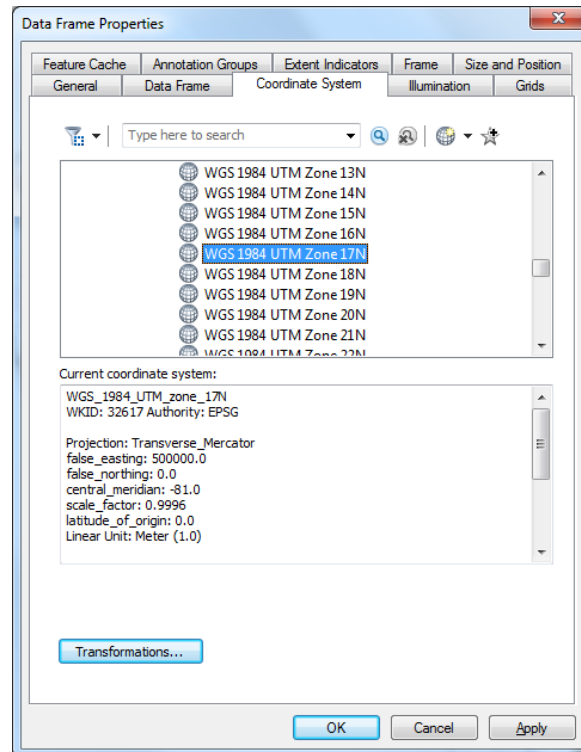 Data Frame Properties
Feature Cache Annotation Groups Extent Indicators Frame Size and Position
General Data Frame Coordinate System Illumination Grids
Type here to search
WGS 1984 UTM Zone 13N
WGS 1984 UTM Zone 14N
WGS 1984 UTM Zone 15N
WGS 1984 UTM Zone 16N
WGS 1984 UTM Zone 17N
WGS 1984 UTM Zone 18N
WGS 1984 UTM Zone 19N
WGS 1984 UTM Zone 20N
WGS 1984 UTM Zone 21N
WGS 1984 UTM Zone 22N
Current coordinate system:
WGS_1984_UTM_zone_17N
WKID: 32617 Authority: EPSG
Projection: Transverse_Mercator
false_easting: 500000.0
false_northing: 0.0
central_meridian: -81.0
scale_factor: 0.9996
latitude_of_origin: 0.0
Linear Unit: Meter (1.0)
Transformations...
OK Cancel Apply